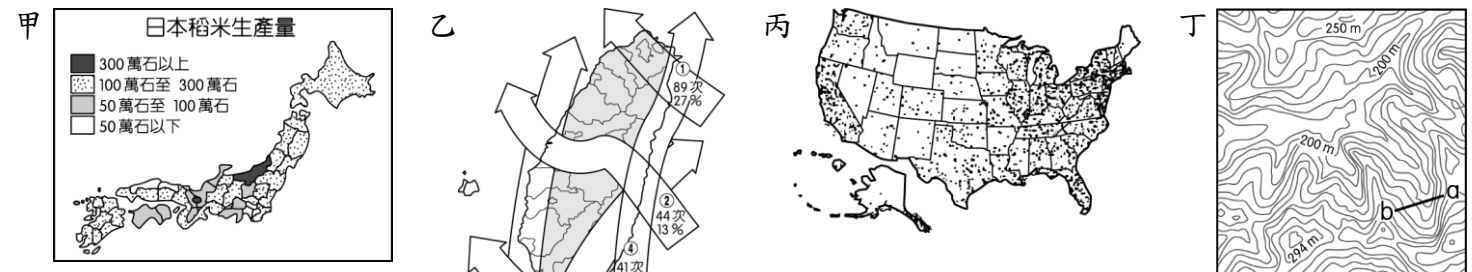 甲
日本稻米生產量
300萬石以上
100萬石至 300萬石
50萬石至 100萬石
50萬石以下
乙
①
89次
27%
②
44次
13%
④
41次
丙
丁
250 m
200 m
200 m
a
b
294 m